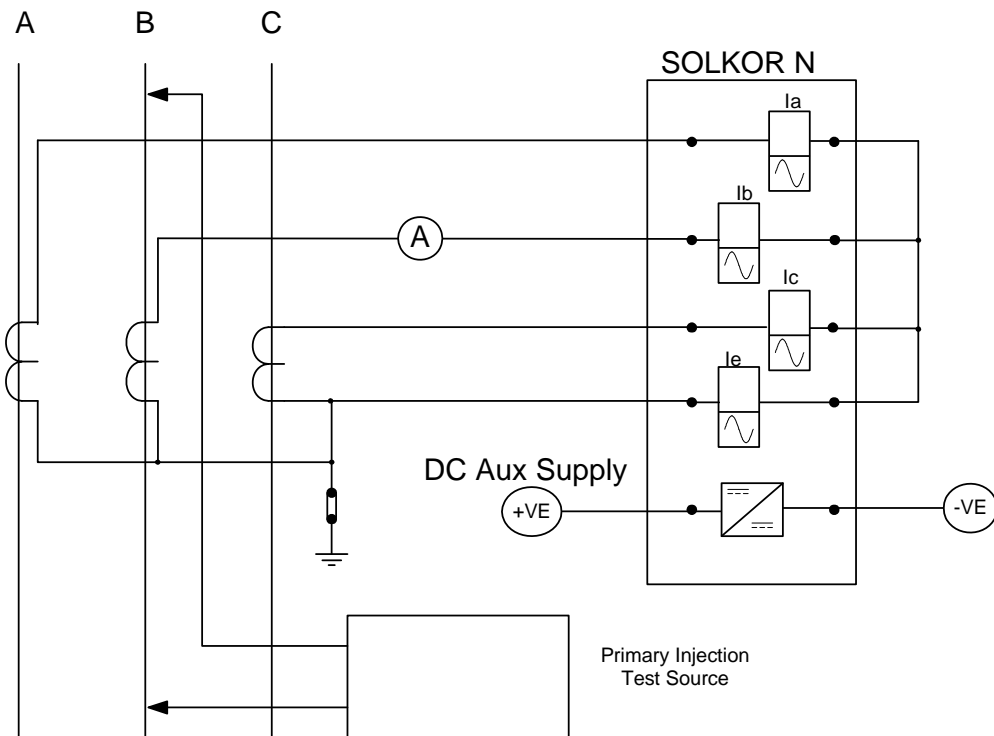 A
B
C
SOLKOR N
Ia
Ib
A
Ic
Ie
DC Aux Supply
+VE
-VE
Primary Injection
Test Source